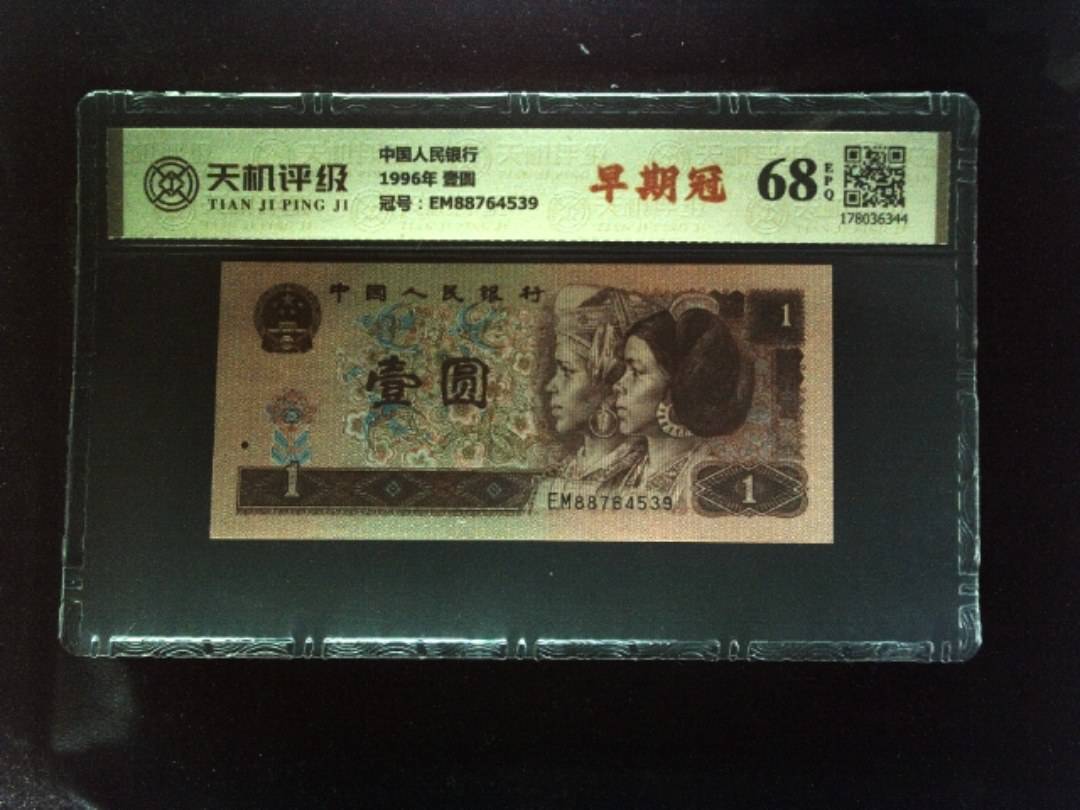 天机评级
TIAN JI PING JI
中国人民银行
1996年 壹圆
冠号：EM88764539
早期冠
68
EPQ
178036344
中国人民银行
壹圆
1
1
EM88764539
1